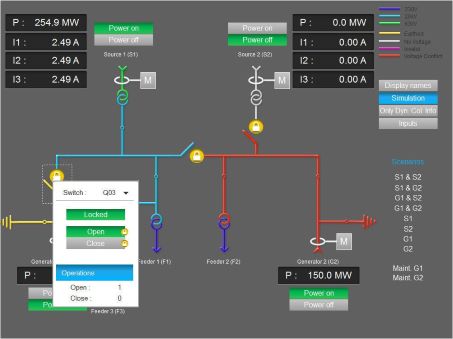 P : 254.9 MW
I1 : 2.49 A
I2 : 2.49 A
I3 : 2.49 A
Power on
Power off
Source 1 (S1)
M
Power on
Power off
Source 2 (S2)
M
P : 0.0 MW
I1 : 0.00 A
I2 : 0.00 A
I3 : 0.00 A
Earthed
No voltage
Invalid
Voltage Conflict
Display names
Simulation
Only Dyn. Col. Info
Inputs
Scenarios
S1 & S2
S1 & G2
G1 & S2
G1 & G2
S1
S2
G1
G2
Maint. G1
Maint. G2
Switch : Q03
Locked
Open
Close
Operations
Open : 1
Close : 0
Generator
P :
Feeder 1 (F1)
Feeder 2 (F2)
Feeder 3 (F3)
M
Generator 2 (G2)
P : 150.0 MW
Power on
Power off